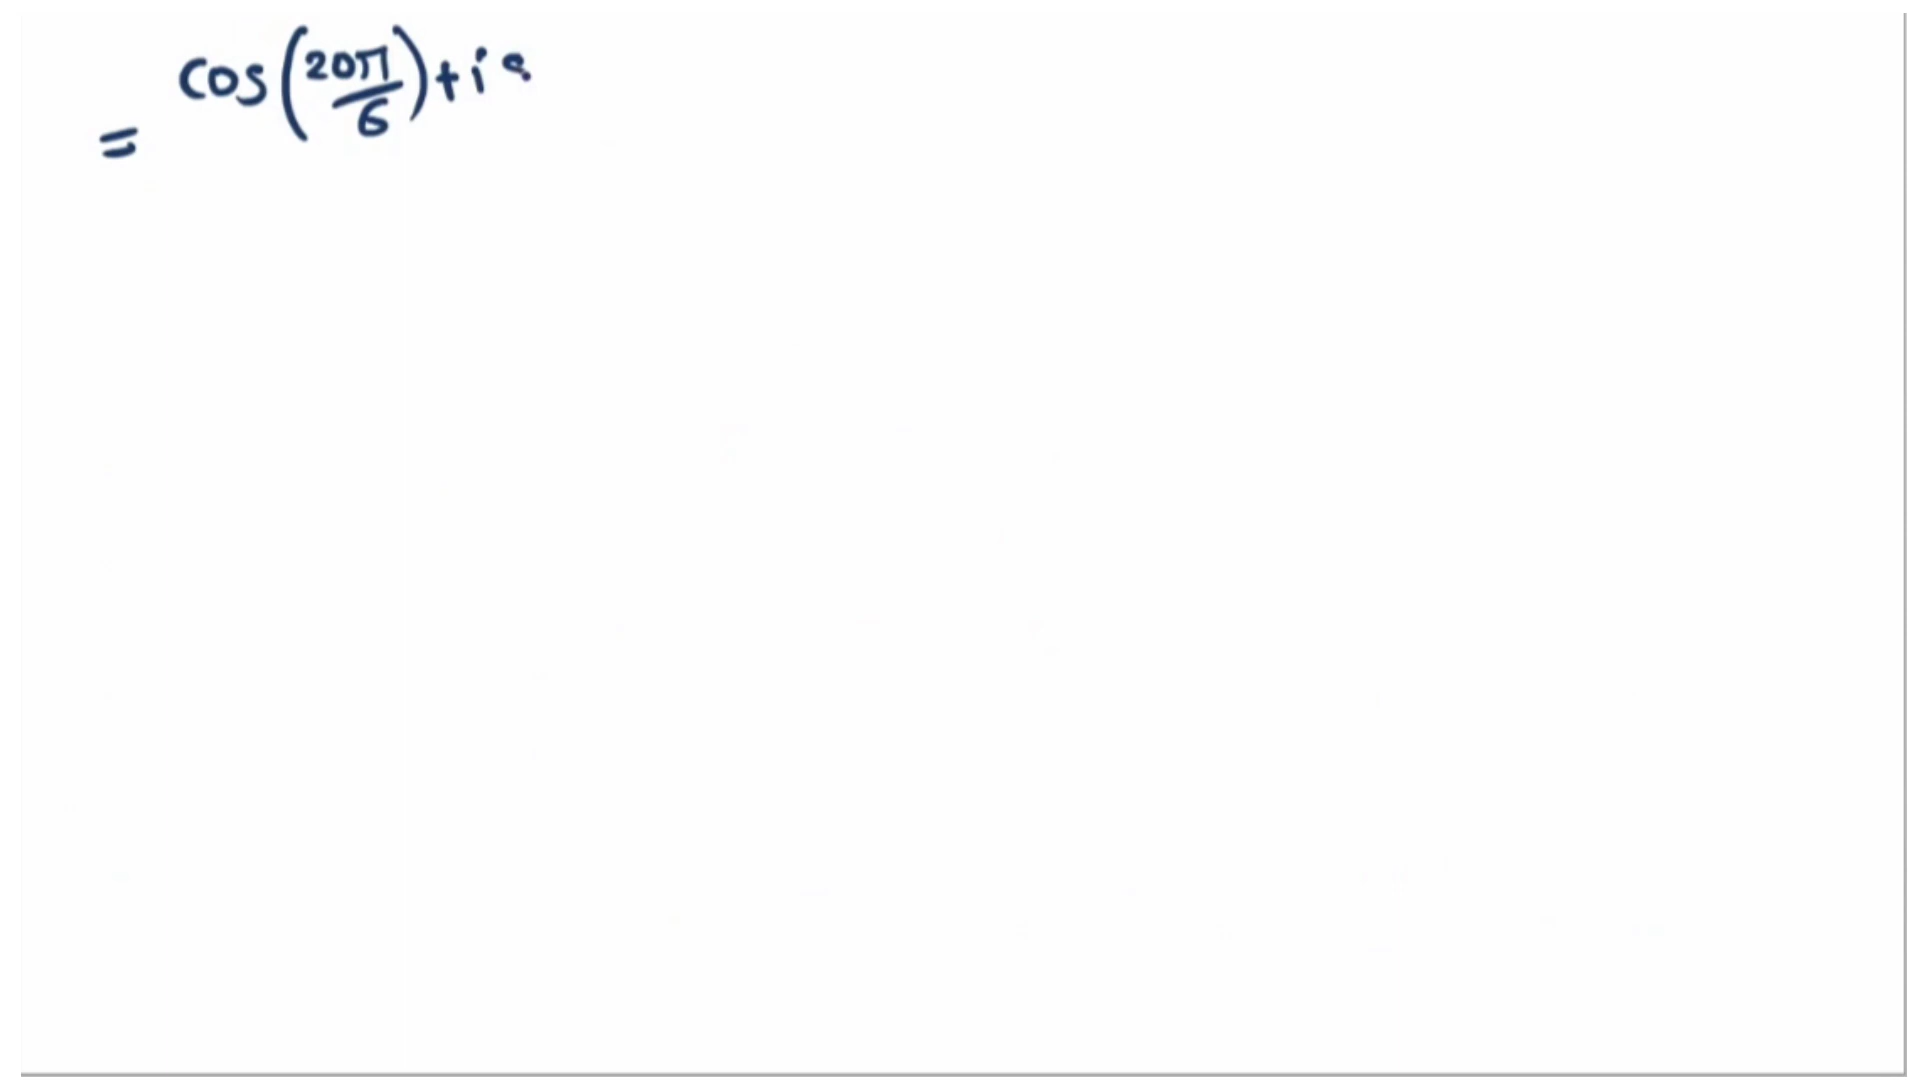 = cos(20π/6) + i